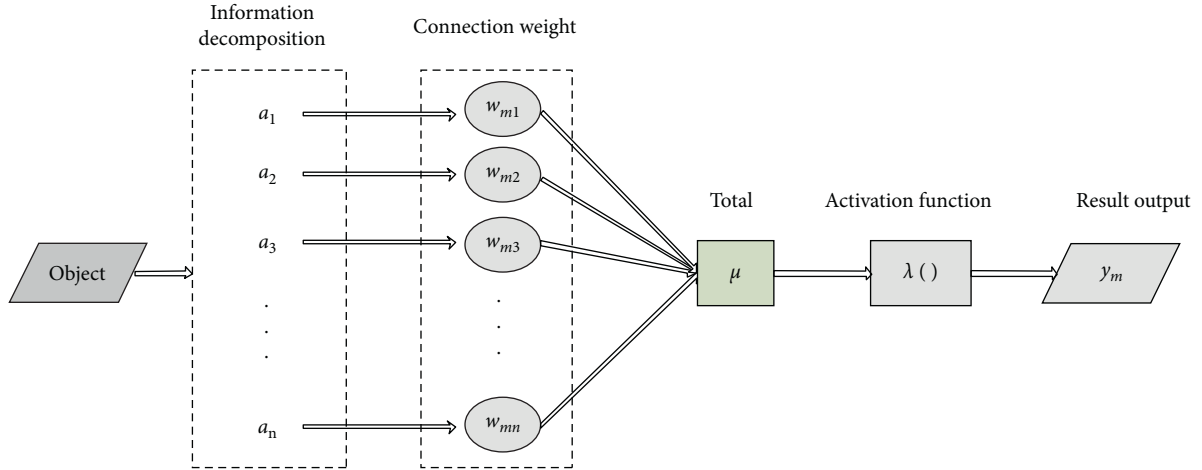 Information
decomposition
Connection weight
a1
wm1
a2
wm2
Total
Activation function
Result output
a3
wm3
Object
μ
λ ( )
ym
.
.
.
.
.
.
an
wmn